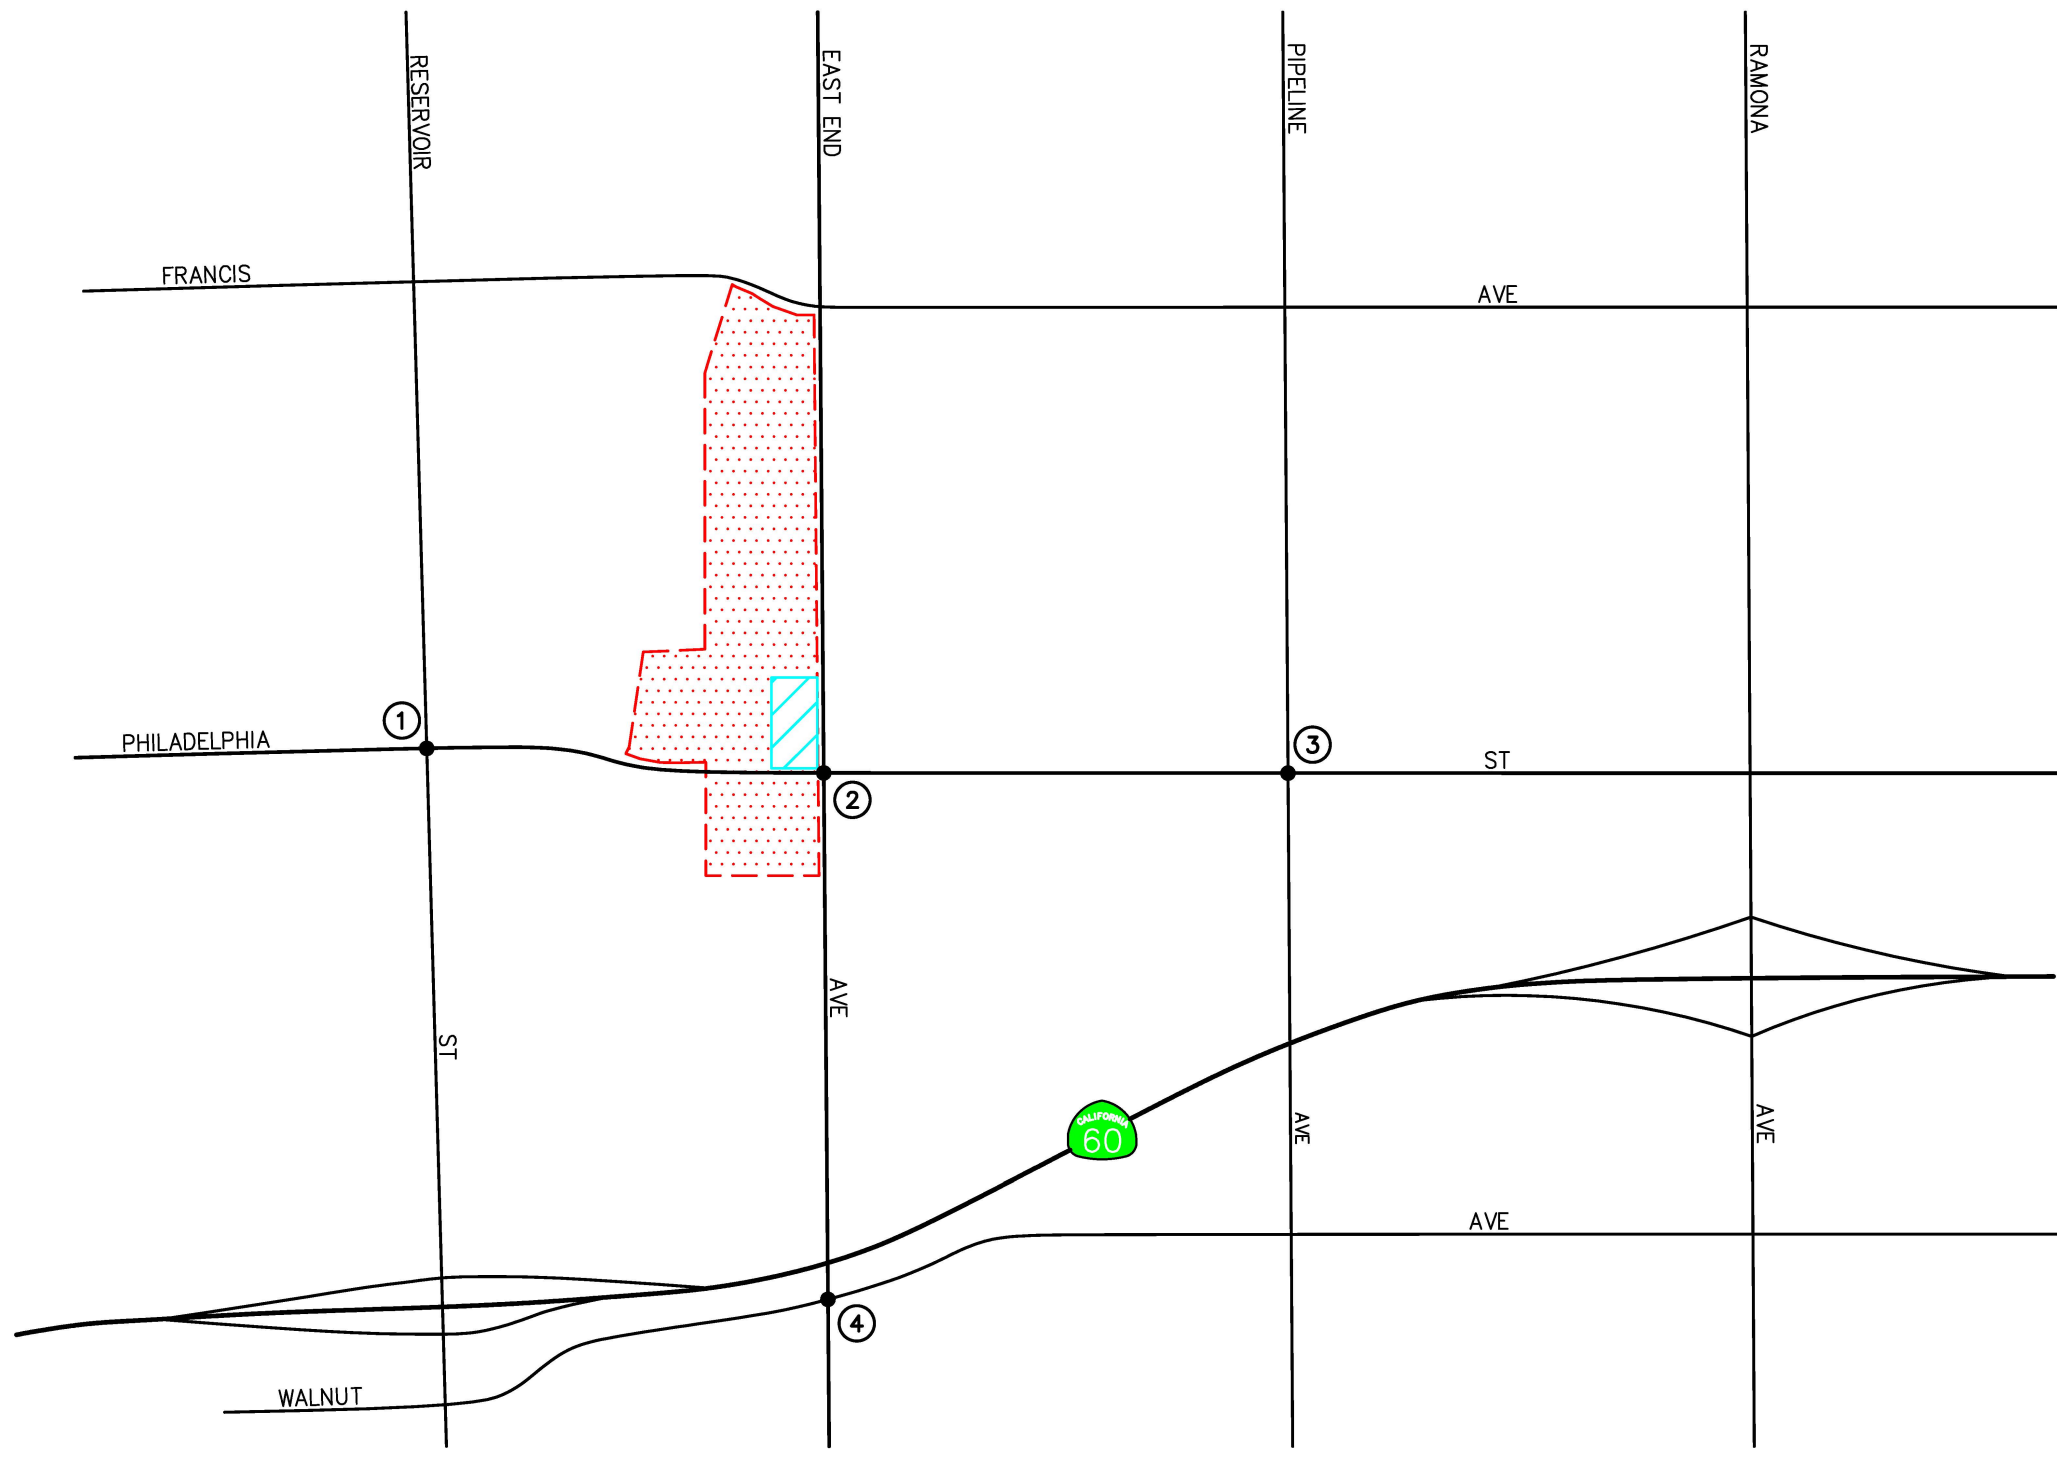 RESERVOIR
EAST END
PIPELINE
RAMONA
FRANCIS
AVE
1
PHILADELPHIA
3
ST
2
AVE
ST
CALIFORNIA
60
AVE
AVE
AVE
4
WALNUT